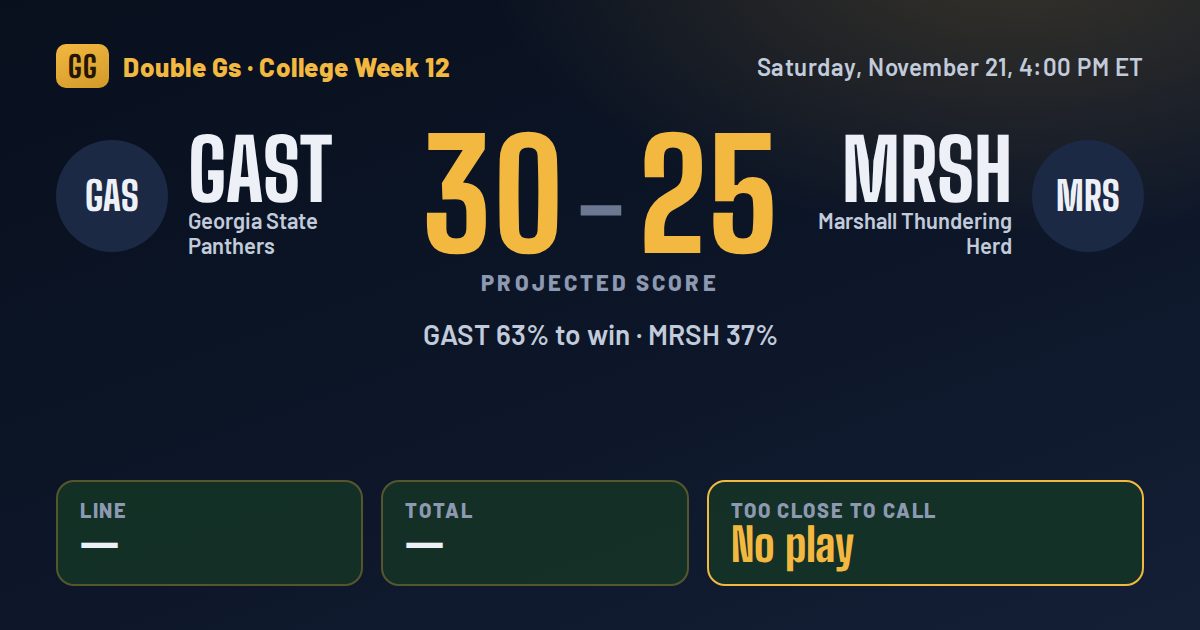 GG
Double Gs · College Week 12
Saturday, November 21, 4:00 PM ET
GAS
GAST
Georgia State
Panthers
30 – 25
PROJECTED SCORE
GAST 63% to win · MRSH 37%
MRSH
Marshall Thundering
Herd
MRS
LINE
—
TOTAL
—
TOO CLOSE TO CALL
No play